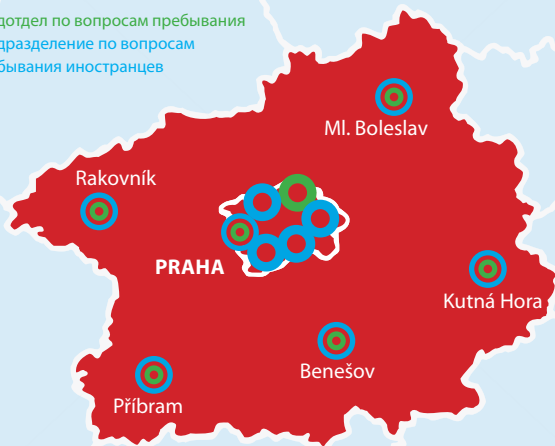 дотдел по вопросам пребывания
дразделение по вопросам
бывания иностранцев
Ml. Boleslav
Rakovník
PRAHA
Kutná Hora
Benešov
Příbram